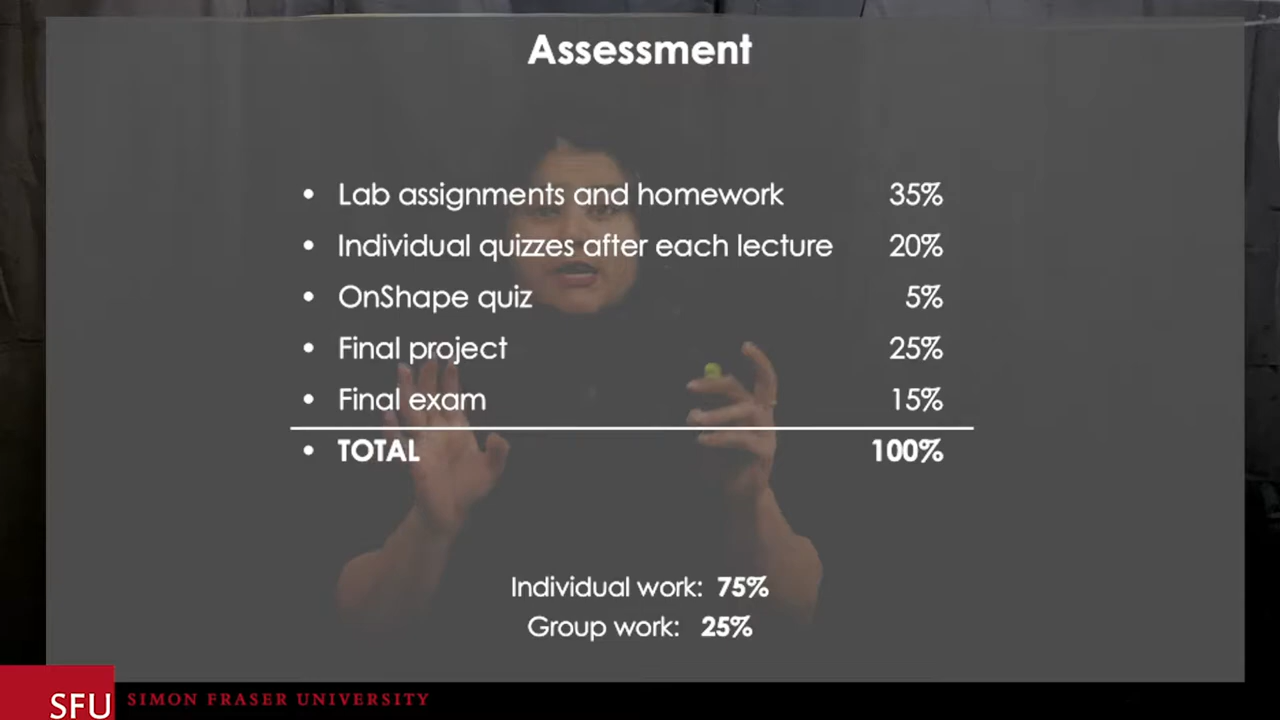 Assessment
• Lab assignments and homework 35%
• Individual quizzes after each lecture 20%
• OnShape quiz 5%
• Final project 25%
• Final exam 15%
• TOTAL 100%
Individual work: 75%
Group work: 25%
SFU SIMON FRASER UNIVERSITY